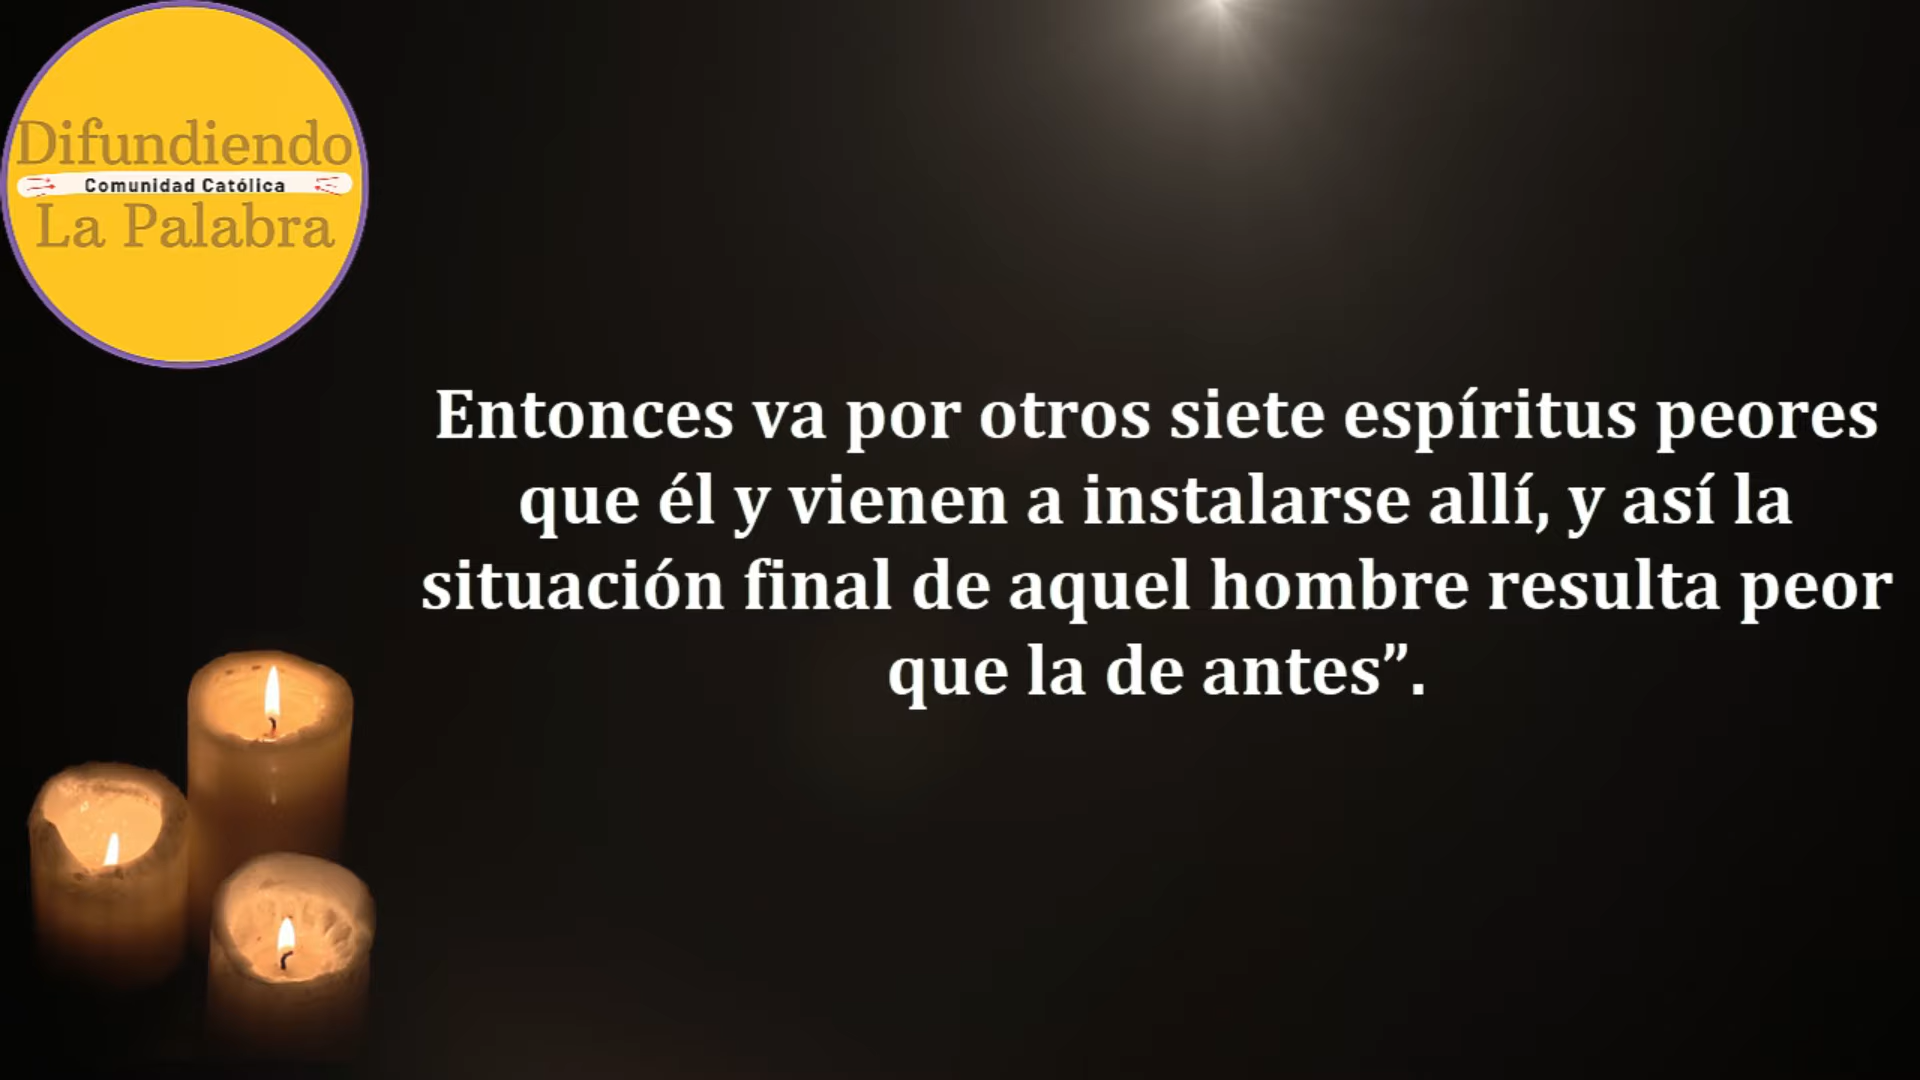 Difundiendo
Comunidad Católica
La Palabra
Entonces va por otros siete espíritus peores
que él y vienen a instalarse allí, y así la
situación final de aquel hombre resulta peor
que la de antes”.